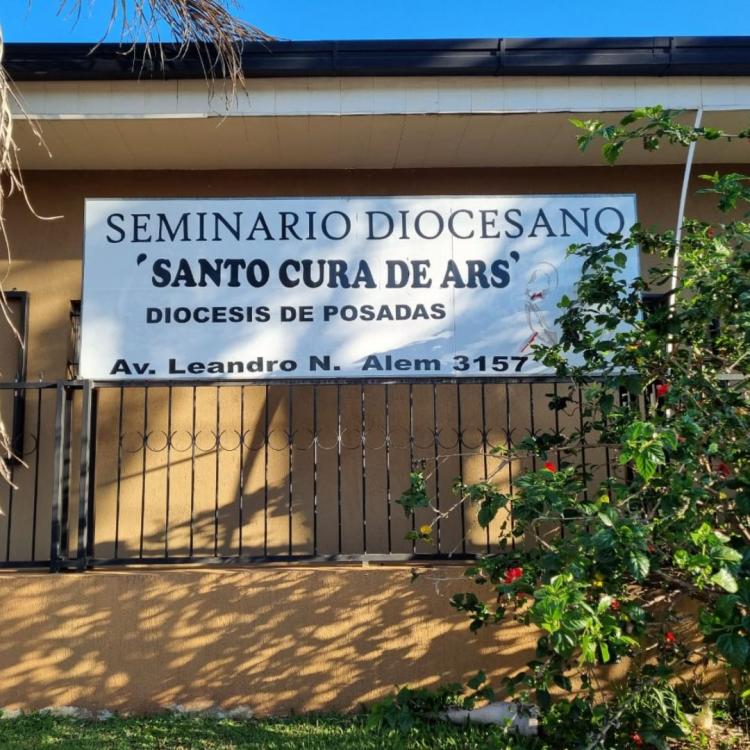 SEMINARIO DIOCESANO
'SANTO CURA DE ARS'
DIOCESIS DE POSADAS
Av. Leandro N. Alem 3157